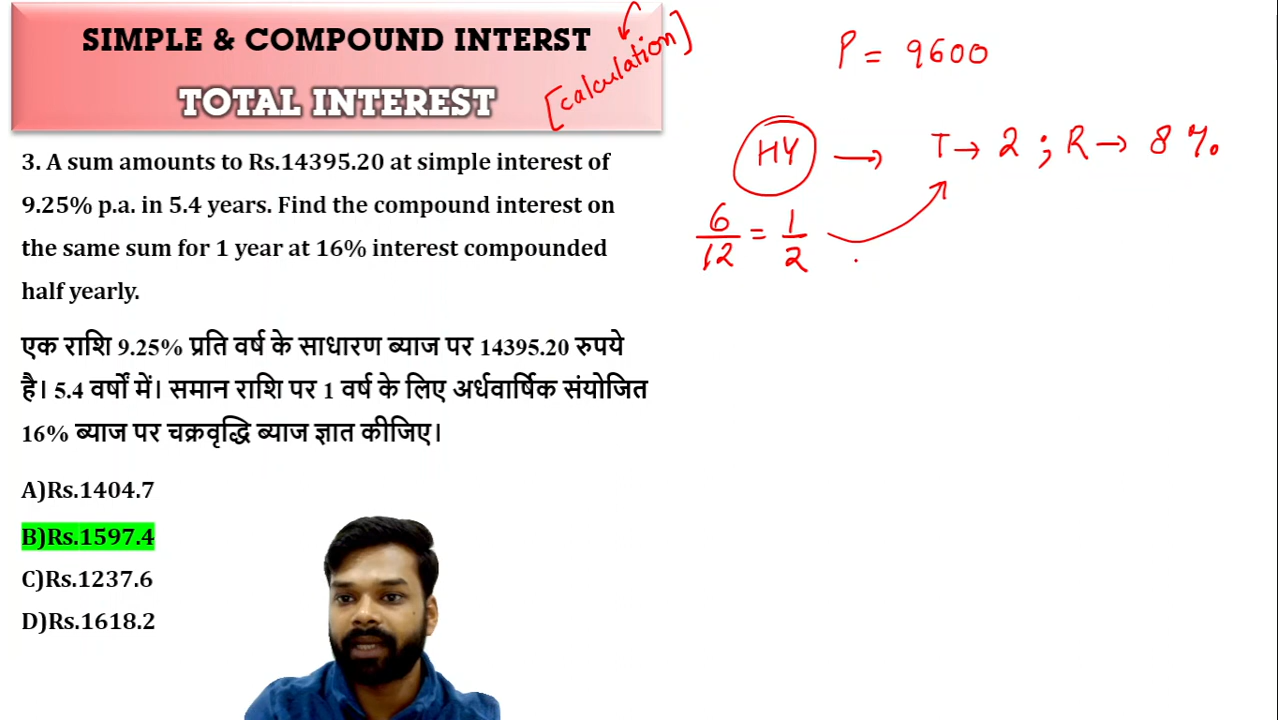 SIMPLE & COMPOUND INTERST
TOTAL INTEREST
[calculation]
3. A sum amounts to Rs.14395.20 at simple interest of
9.25% p.a. in 5.4 years. Find the compound interest on
the same sum for 1 year at 16% interest compounded
half yearly.
एक राशि 9.25% प्रति वर्ष के साधारण ब्याज पर 14395.20 रुपये
है। 5.4 वर्षों में। समान राशि पर 1 वर्ष के लिए अर्धवार्षिक संयोजित
16% ब्याज पर चक्रवृद्धि ब्याज ज्ञात कीजिए।
A)Rs.1404.7
B)Rs.1597.4
C)Rs.1237.6
D)Rs.1618.2
P = 9600
HY → T → 2 ; R → 8 %
6/12 = 1/2